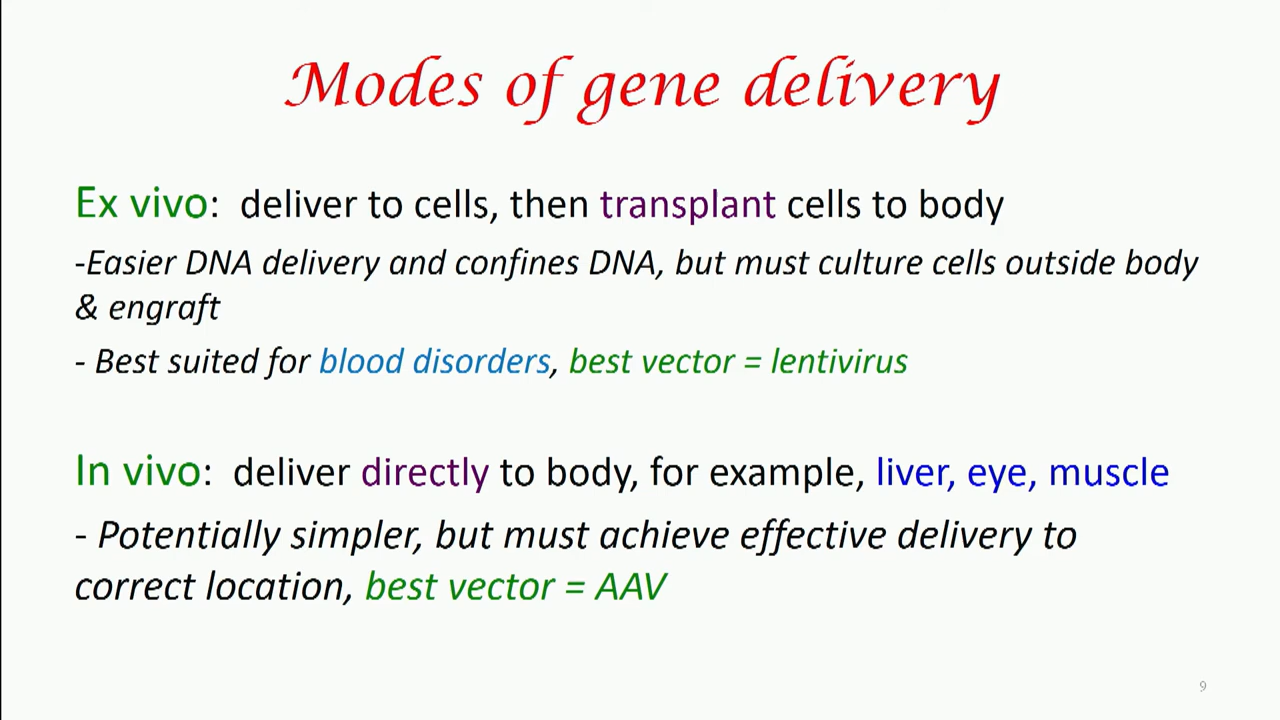 Modes of gene delivery
Ex vivo: deliver to cells, then transplant cells to body
-Easier DNA delivery and confines DNA, but must culture cells outside body
& engraft
- Best suited for blood disorders, best vector = lentivirus
In vivo: deliver directly to body, for example, liver, eye, muscle
- Potentially simpler, but must achieve effective delivery to
correct location, best vector = AAV
9